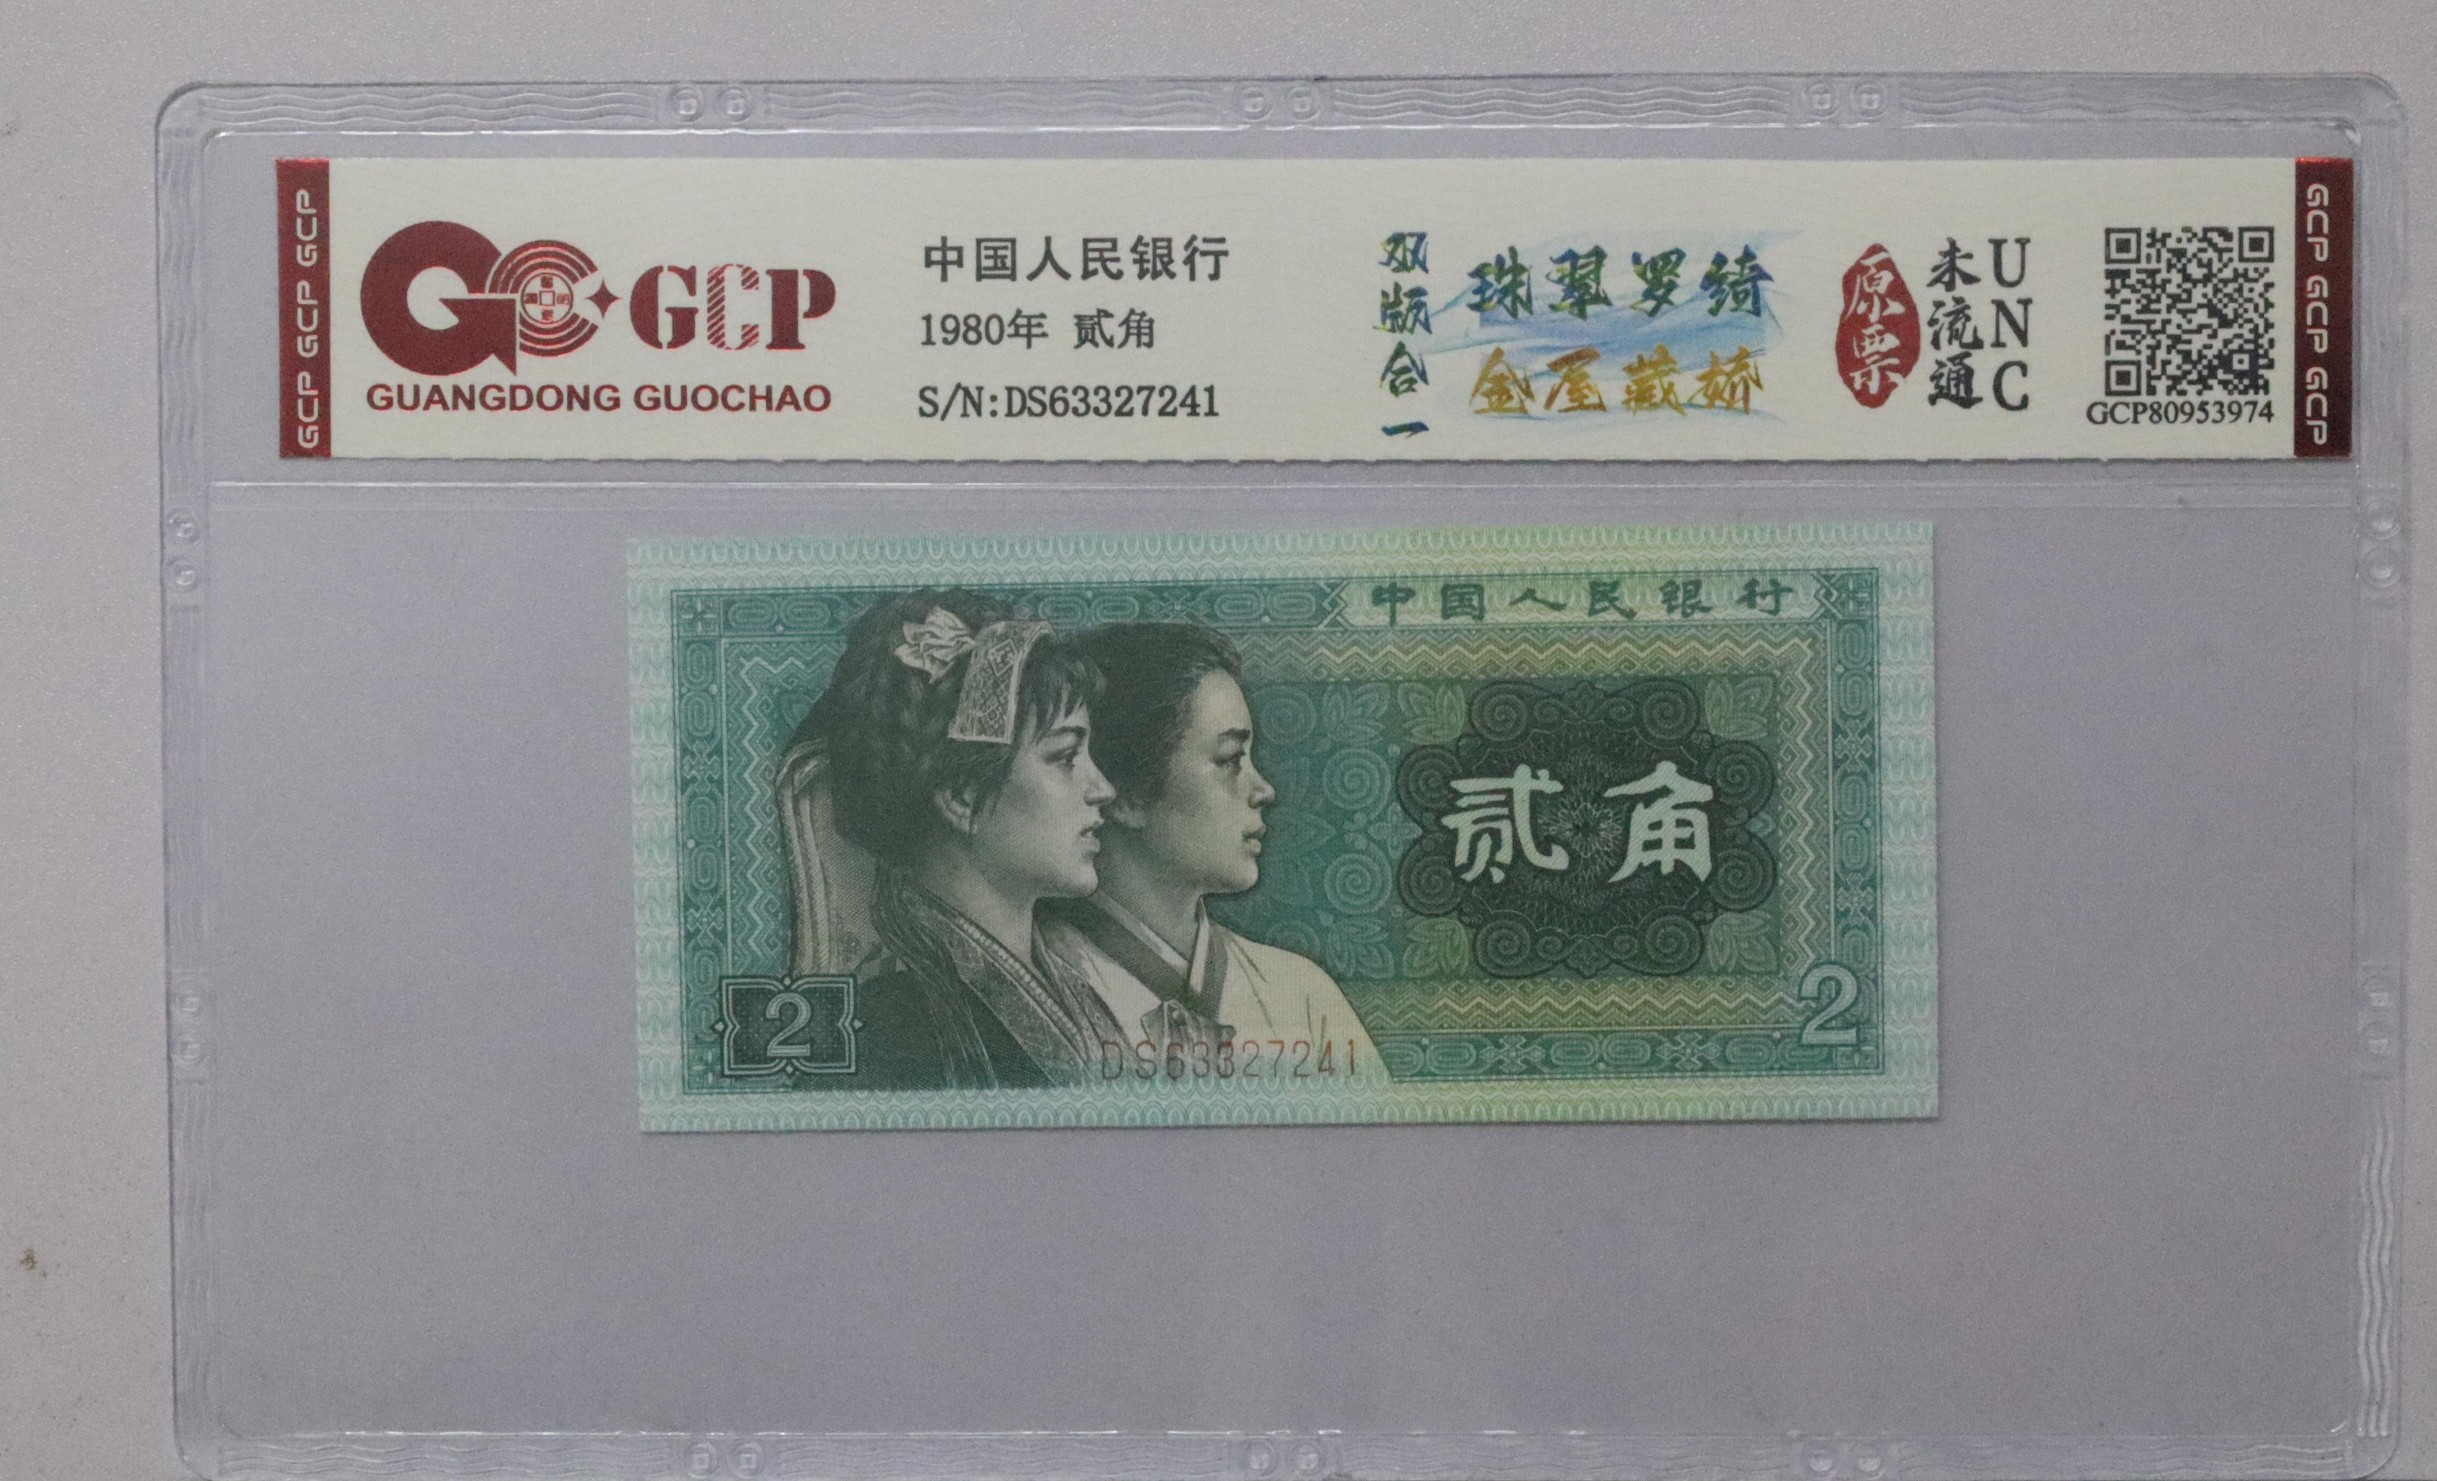 GCP GCP GCP
GCP
GUANGDONG GUOCHAO
中国人民银行
1980年 贰角
S/N:DS63327241
双版合一
珠翠罗绮
金屋藏娇
原票
未流通
UNC
GCP80953974
GCP GCP GCP
中国人民银行
贰角
2
2
DS63327241